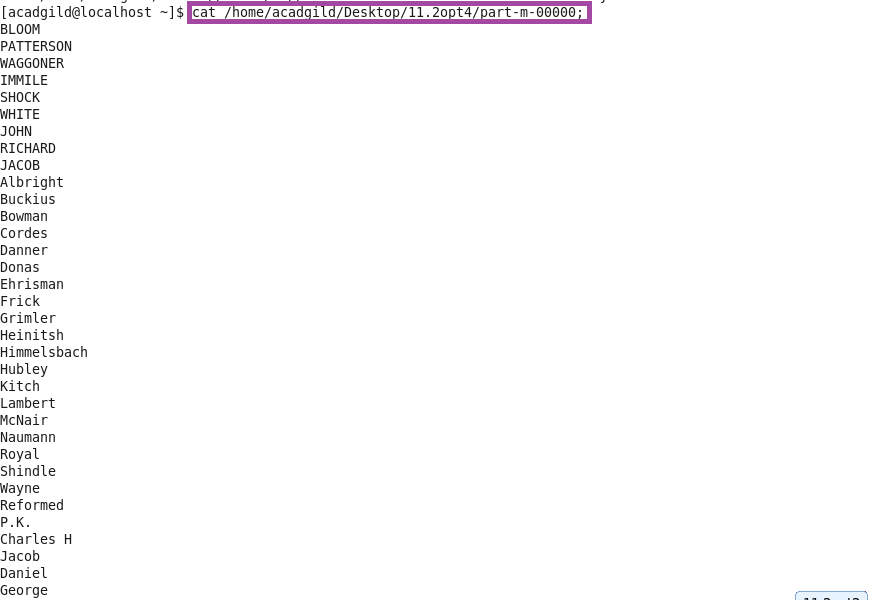 [acadgild@localhost ~]$ cat /home/acadgild/Desktop/11.2opt4/part-m-00000;
BLOOM
PATTERSON
WAGGONER
IMMILE
SHOCK
WHITE
JOHN
RICHARD
JACOB
Albright
Buckius
Bowman
Cordes
Danner
Donas
Ehrisman
Frick
Grimler
Heinitsh
Himmelsbach
Hubley
Kitch
Lambert
McNair
Naumann
Royal
Shindle
Wayne
Reformed
P.K.
Charles H
Jacob
Daniel
George